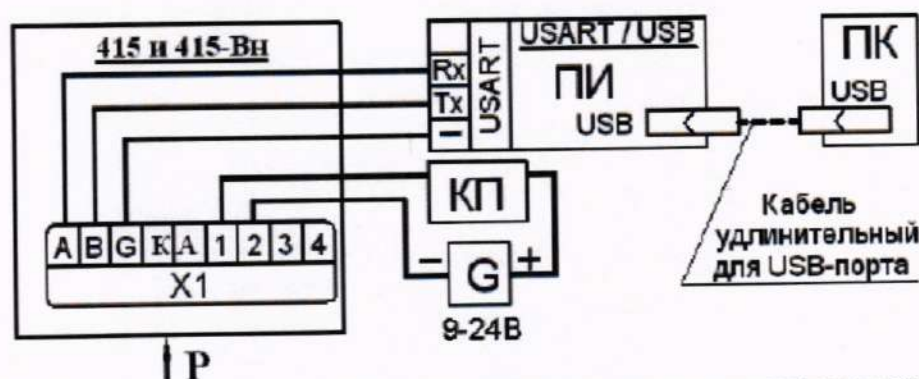 415 и 415-Вн
USART / USB
ПК
Rx
Tx
–
USART
ПИ
USB
USB
КП
A B G К А 1 2 3 4
X1
– G +
9-24В
Кабель
удлинительный
для USB-порта
P